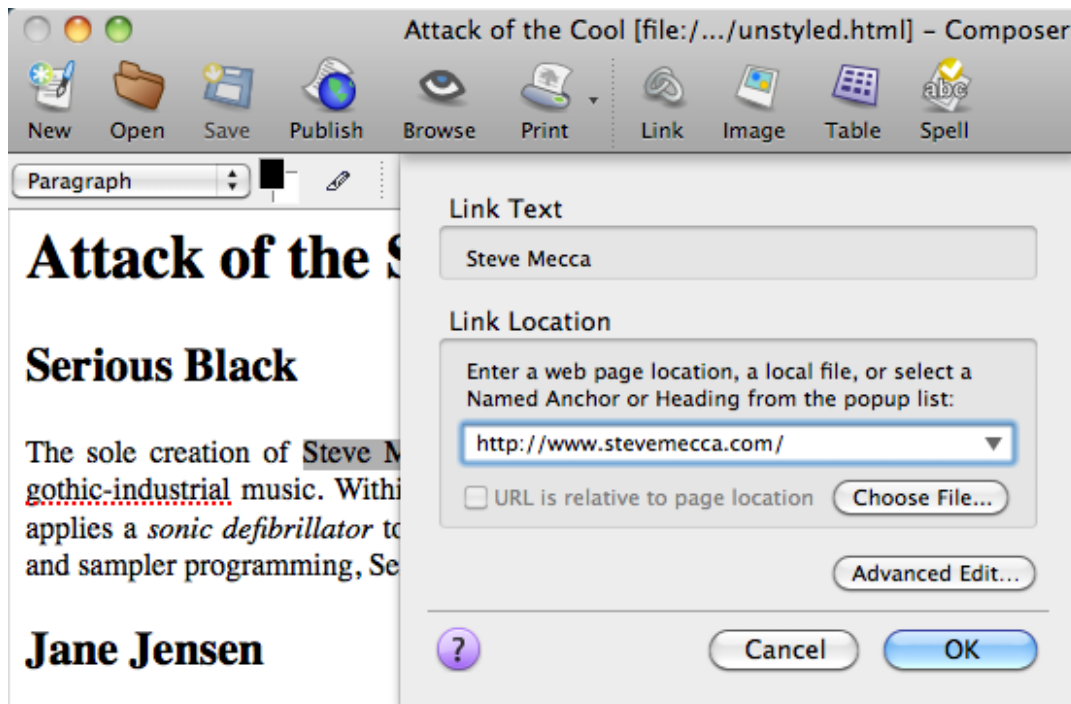 Attack of the Cool [file:/.../unstyled.html] – Composer
New Open Save Publish Browse Print Link Image Table Spell
Paragraph
Attack of the
Serious Black
The sole creation of Steve
gothic-industrial music.
applies a sonic defibrillator
and sampler programming,
Jane Jensen
Link Text
Steve Mecca
Link Location
Enter a web page location, a local file, or select a
Named Anchor or Heading from the popup list:
http://www.stevemecca.com/
URL is relative to page location Choose File...
Advanced Edit...
? Cancel OK